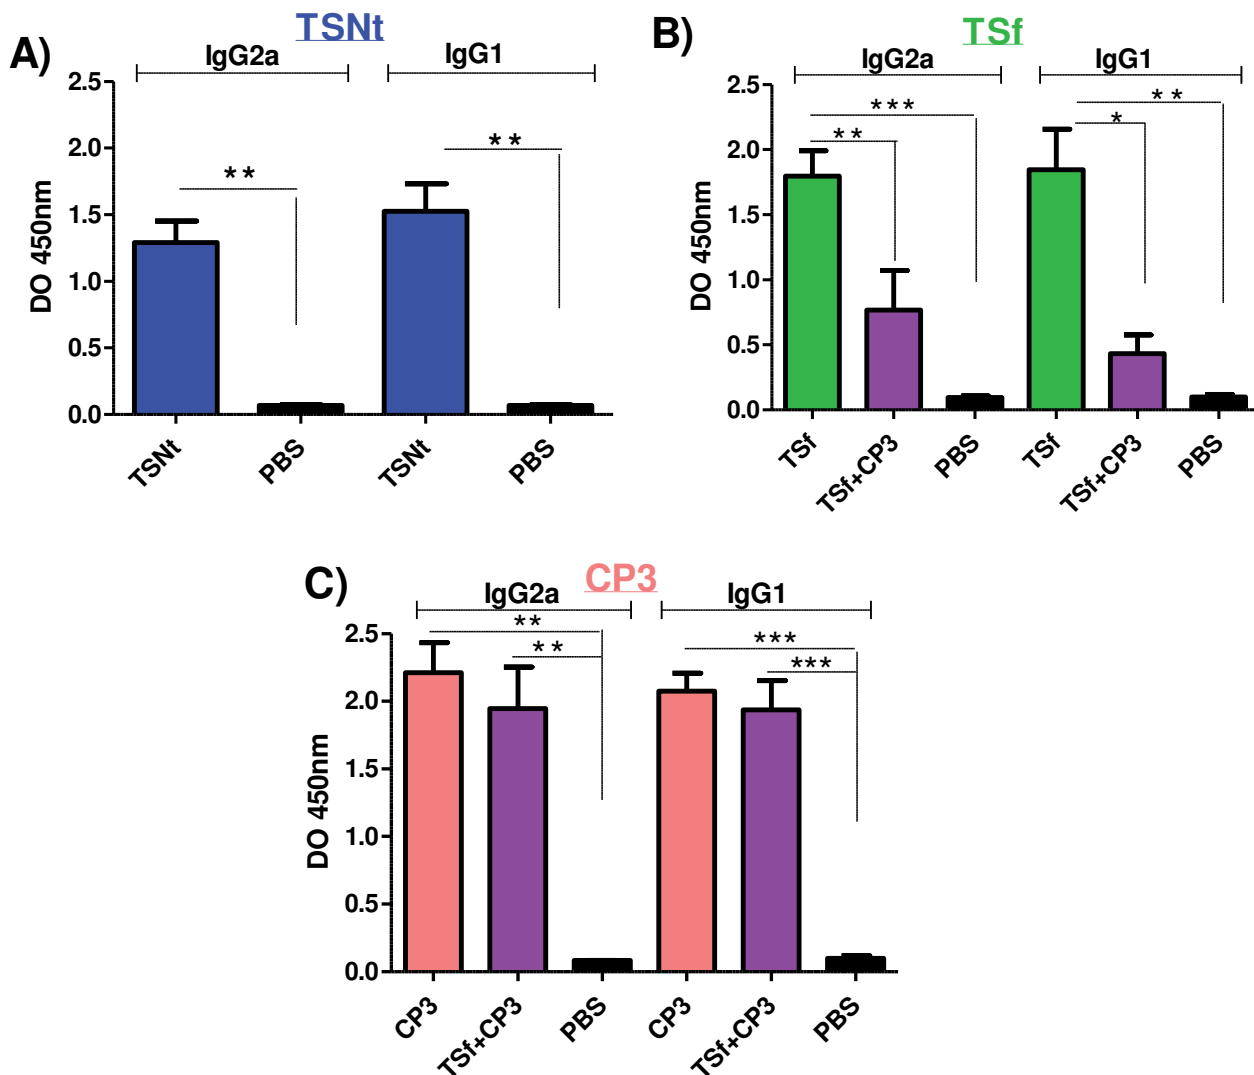 A)
TSNt
IgG2a
IgG1
2.5
2.0
1.5
1.0
0.5
0.0
DO 450nm
**
**
TSNt
PBS
TSNt
PBS
B)
TSf
IgG2a
IgG1
2.5
2.0
1.5
1.0
0.5
0.0
DO 450nm
***
**
**
*
TSf
TSf+CP3
PBS
TSf
TSf+CP3
PBS
C)
CP3
IgG2a
IgG1
2.5
2.0
1.5
1.0
0.5
0.0
DO 450nm
**
**
***
***
CP3
TSf+CP3
PBS
CP3
TSf+CP3
PBS